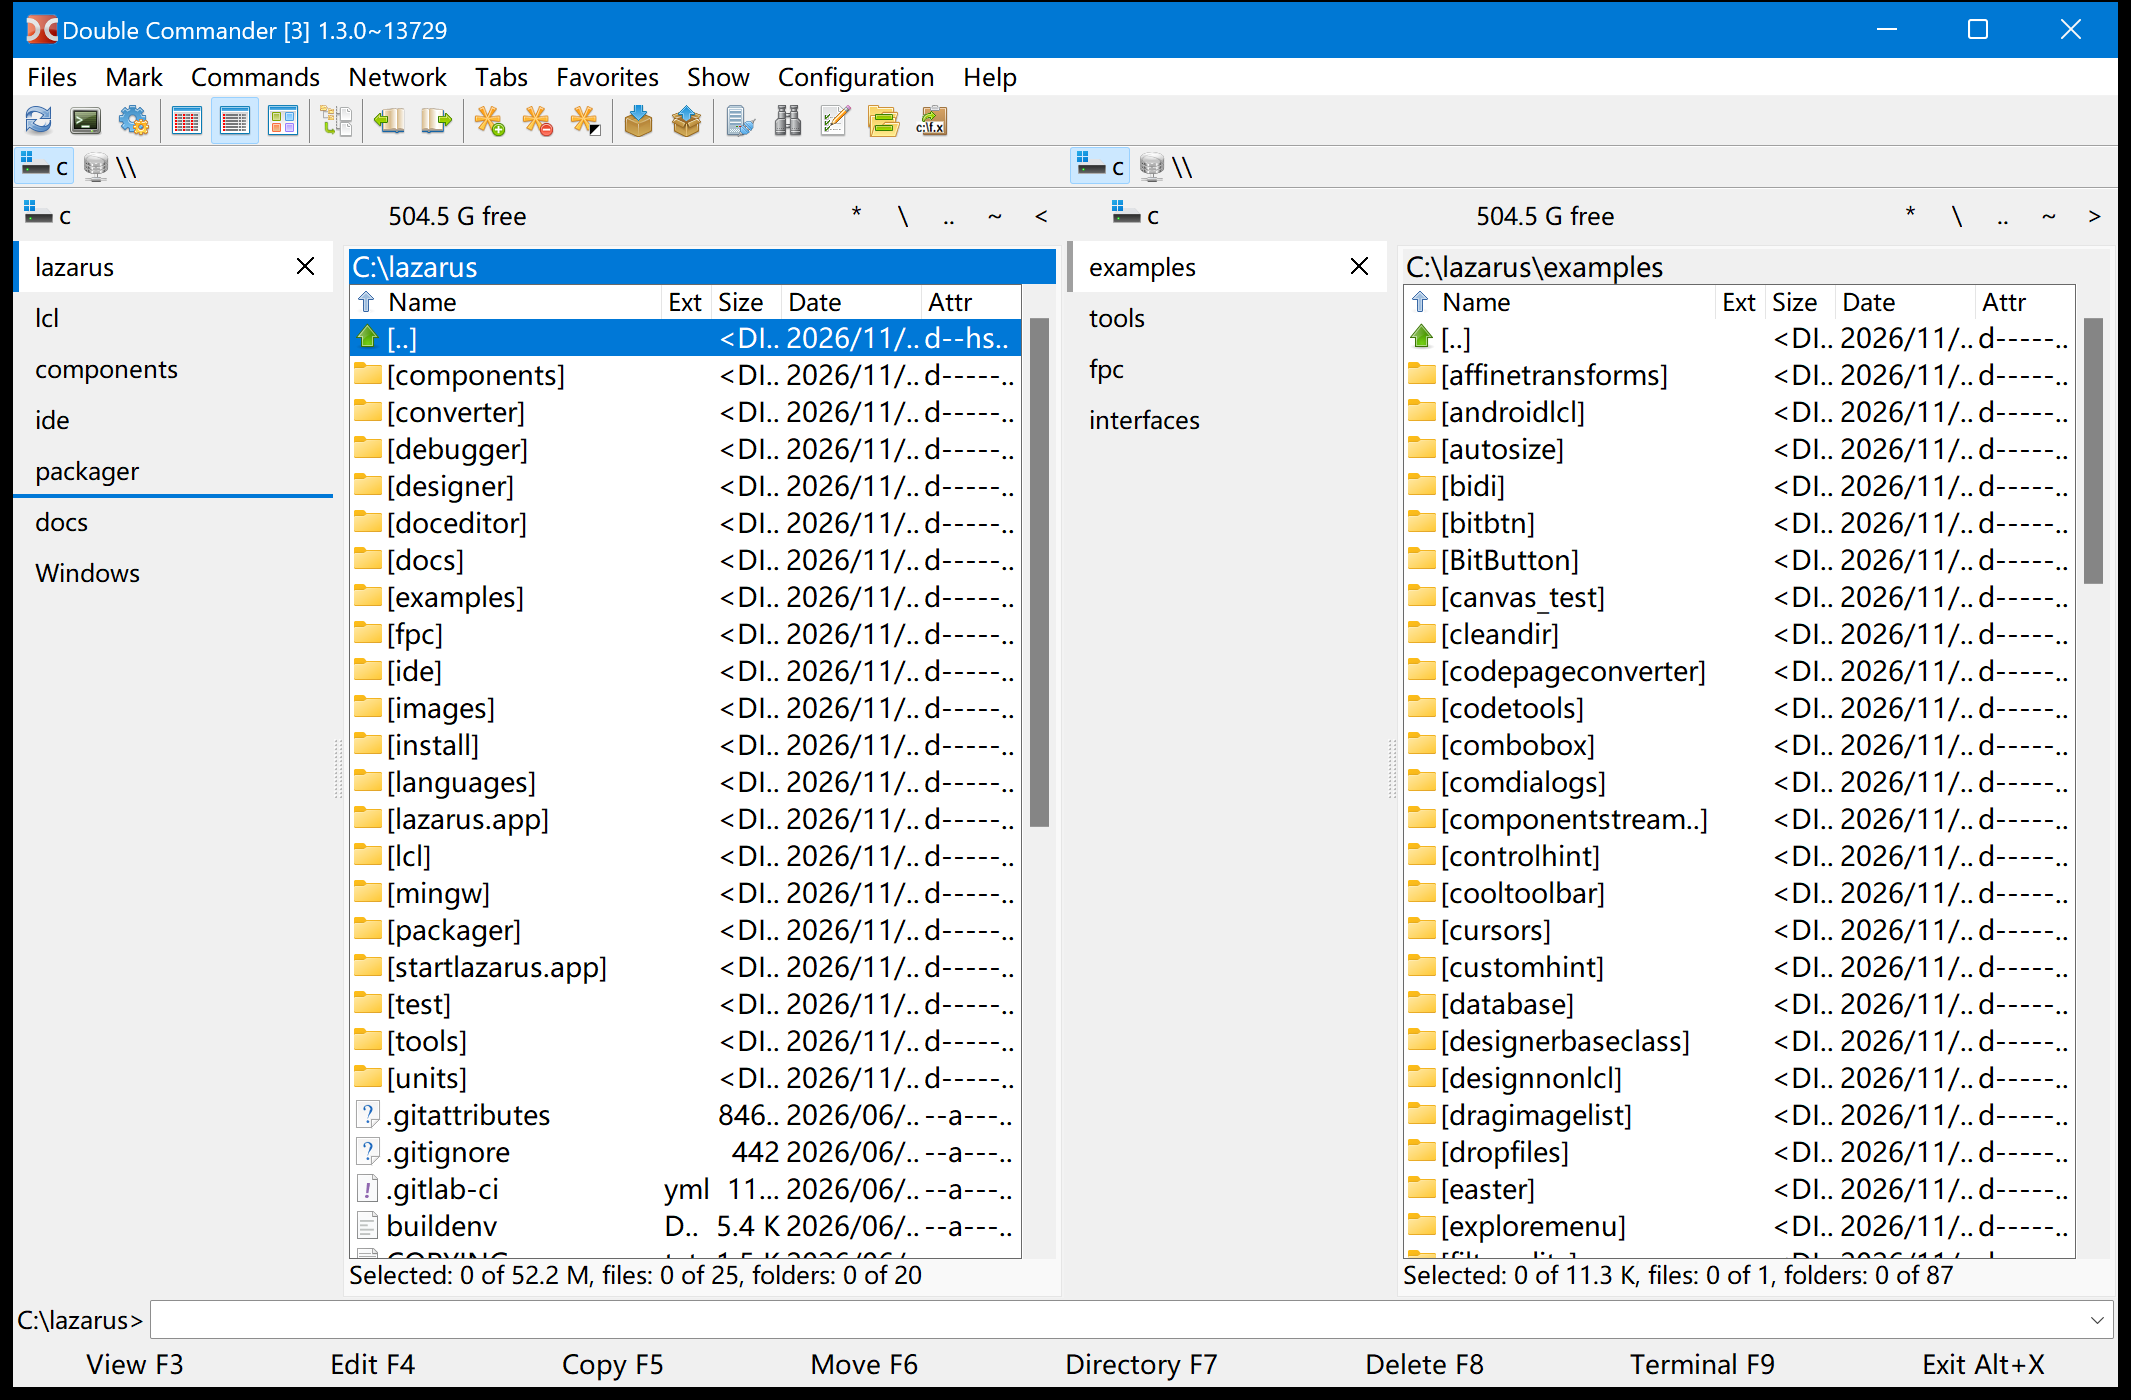 Double Commander [3] 1.3.0~13729
Files Mark Commands Network Tabs Favorites Show Configuration Help
c:\f.x
c \\ c \\
c 504.5 G free * \ .. ~ < c 504.5 G free * \ .. ~ >
lazarus
lcl
components
ide
packager
docs
Windows
C:\lazarus
Name Ext Size Date Attr
[..] <DI.. 2026/11/.. d--hs..
[components] <DI.. 2026/11/.. d-----..
[converter] <DI.. 2026/11/.. d-----..
[debugger] <DI.. 2026/11/.. d-----..
[designer] <DI.. 2026/11/.. d-----..
[doceditor] <DI.. 2026/11/.. d-----..
[docs] <DI.. 2026/11/.. d-----..
[examples] <DI.. 2026/11/.. d-----..
[fpc] <DI.. 2026/11/.. d-----..
[ide] <DI.. 2026/11/.. d-----..
[images] <DI.. 2026/11/.. d-----..
[install] <DI.. 2026/11/.. d-----..
[languages] <DI.. 2026/11/.. d-----..
[lazarus.app] <DI.. 2026/11/.. d-----..
[lcl] <DI.. 2026/11/.. d-----..
[mingw] <DI.. 2026/11/.. d-----..
[packager] <DI.. 2026/11/.. d-----..
[startlazarus.app] <DI.. 2026/11/.. d-----..
[test] <DI.. 2026/11/.. d-----..
[tools] <DI.. 2026/11/.. d-----..
[units] <DI.. 2026/11/.. d-----..
.gitattributes 846.. 2026/06/.. --a---..
.gitignore 442 2026/06/.. --a---..
.gitlab-ci yml 11... 2026/06/.. --a---..
buildenv D.. 5.4 K 2026/06/.. --a---..
Selected: 0 of 52.2 M, files: 0 of 25, folders: 0 of 20
examples
tools
fpc
interfaces
C:\lazarus\examples
Name Ext Size Date Attr
[..] <DI.. 2026/11/.. d-----..
[affinetransforms] <DI.. 2026/11/.. d-----..
[androidlcl] <DI.. 2026/11/.. d-----..
[autosize] <DI.. 2026/11/.. d-----..
[bidi] <DI.. 2026/11/.. d-----..
[bitbtn] <DI.. 2026/11/.. d-----..
[BitButton] <DI.. 2026/11/.. d-----..
[canvas_test] <DI.. 2026/11/.. d-----..
[cleandir] <DI.. 2026/11/.. d-----..
[codepageconverter] <DI.. 2026/11/.. d-----..
[codetools] <DI.. 2026/11/.. d-----..
[combobox] <DI.. 2026/11/.. d-----..
[comdialogs] <DI.. 2026/11/.. d-----..
[componentstream..] <DI.. 2026/11/.. d-----..
[controlhint] <DI.. 2026/11/.. d-----..
[cooltoolbar] <DI.. 2026/11/.. d-----..
[cursors] <DI.. 2026/11/.. d-----..
[customhint] <DI.. 2026/11/.. d-----..
[database] <DI.. 2026/11/.. d-----..
[designerbaseclass] <DI.. 2026/11/.. d-----..
[designnonlcl] <DI.. 2026/11/.. d-----..
[dragimagelist] <DI.. 2026/11/.. d-----..
[dropfiles] <DI.. 2026/11/.. d-----..
[easter] <DI.. 2026/11/.. d-----..
[exploremenu] <DI.. 2026/11/.. d-----..
Selected: 0 of 11.3 K, files: 0 of 1, folders: 0 of 87
C:\lazarus>
View F3 Edit F4 Copy F5 Move F6 Directory F7 Delete F8 Terminal F9 Exit Alt+X